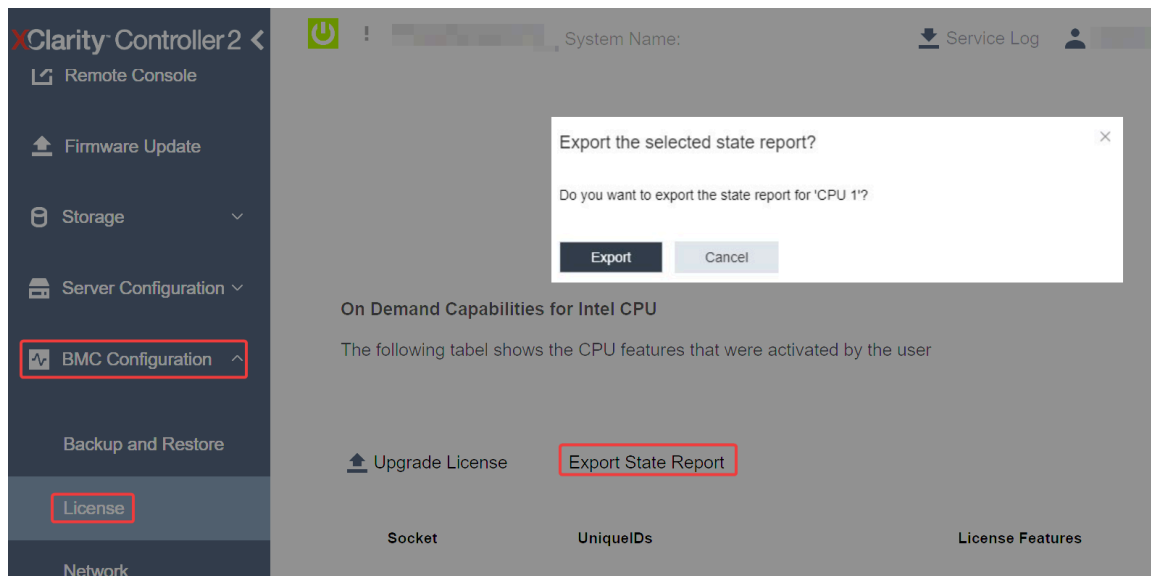 XClarity Controller 2
Remote Console
Firmware Update
Storage
Server Configuration
BMC Configuration
Backup and Restore
License
Network
! System Name:
Service Log
Export the selected state report?
Do you want to export the state report for 'CPU 1'?
Export Cancel
On Demand Capabilities for Intel CPU
The following tabel shows the CPU features that were activated by the user
Upgrade License Export State Report
Socket UniqueIDs License Features